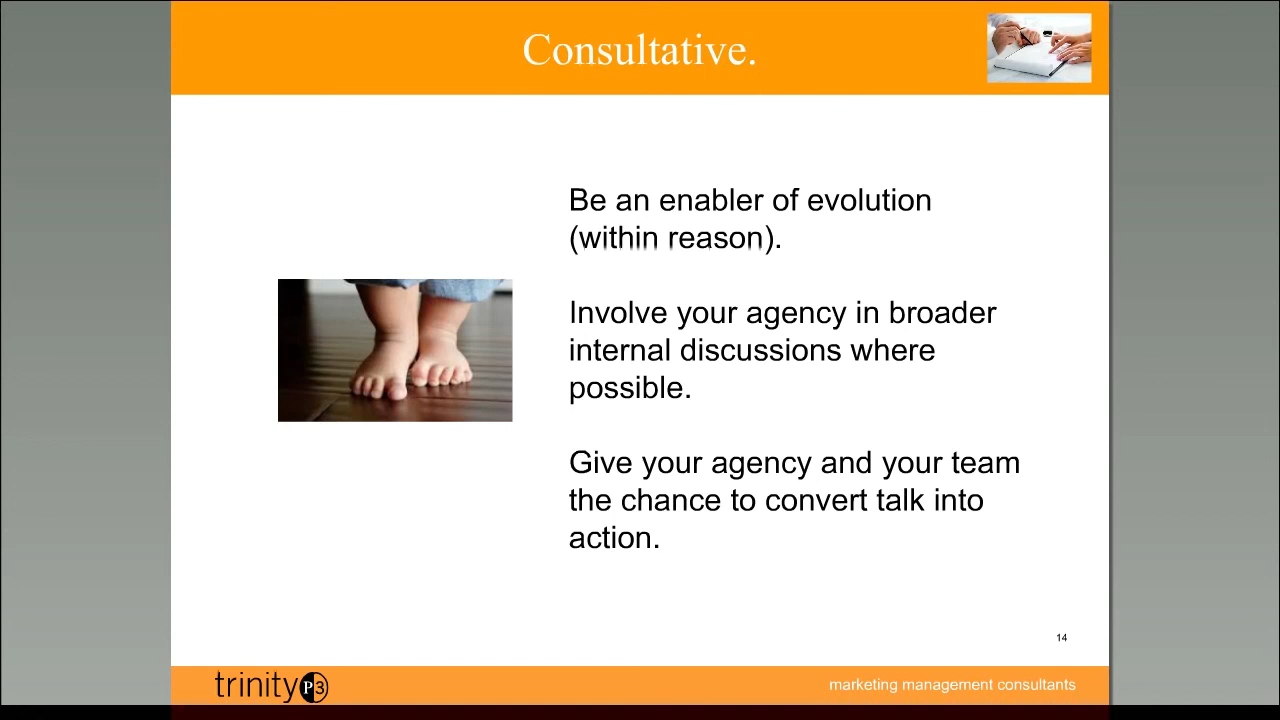 Consultative.
Be an enabler of evolution
(within reason).
Involve your agency in broader
internal discussions where
possible.
Give your agency and your team
the chance to convert talk into
action.
14
trinity P3
marketing management consultants